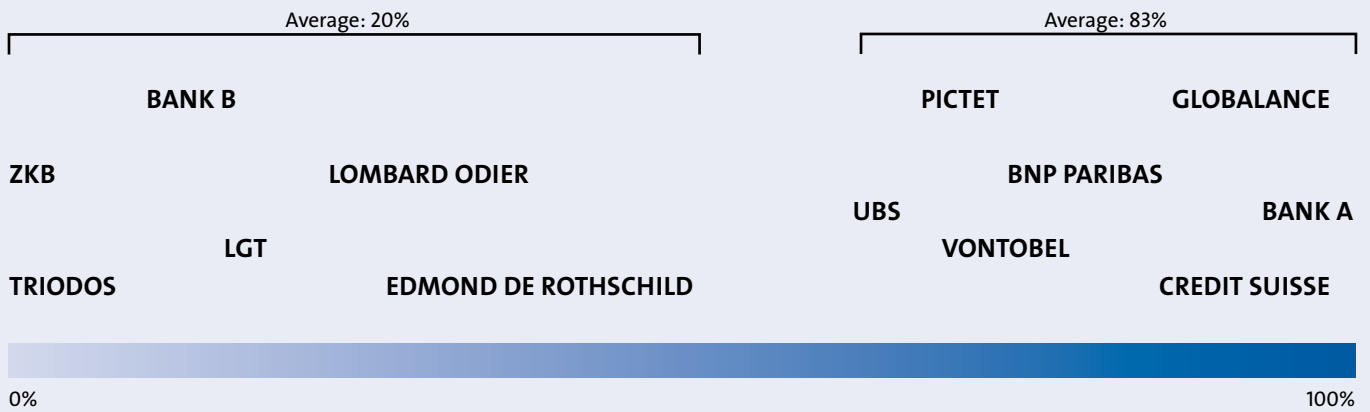 Average: 20% Average: 83%
BANK B PICTET GLOBALANCE
ZKB LOMBARD ODIER BNP PARIBAS
UBS BANK A
LGT VONTOBEL
TRIODOS EDMOND DE ROTHSCHILD CREDIT SUISSE
0% 100%